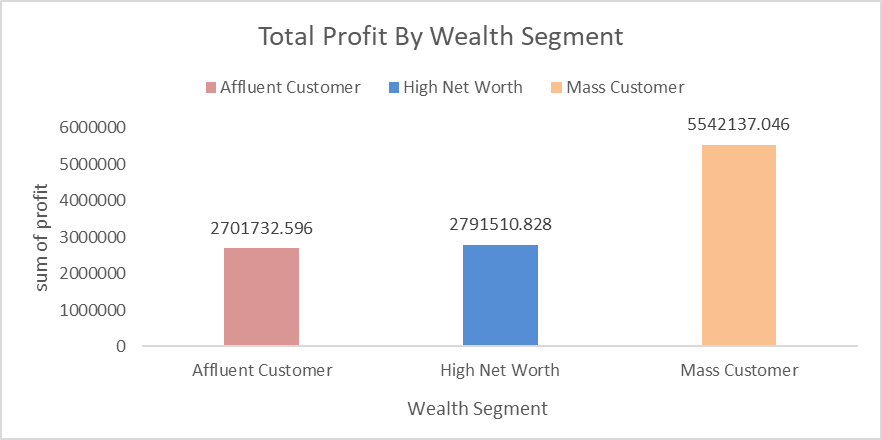 Total Profit By Wealth Segment
Affluent Customer High Net Worth Mass Customer
6000000
5000000
4000000
3000000
2000000
1000000
0
sum of profit
2701732.596
2791510.828
5542137.046
Affluent Customer High Net Worth Mass Customer
Wealth Segment